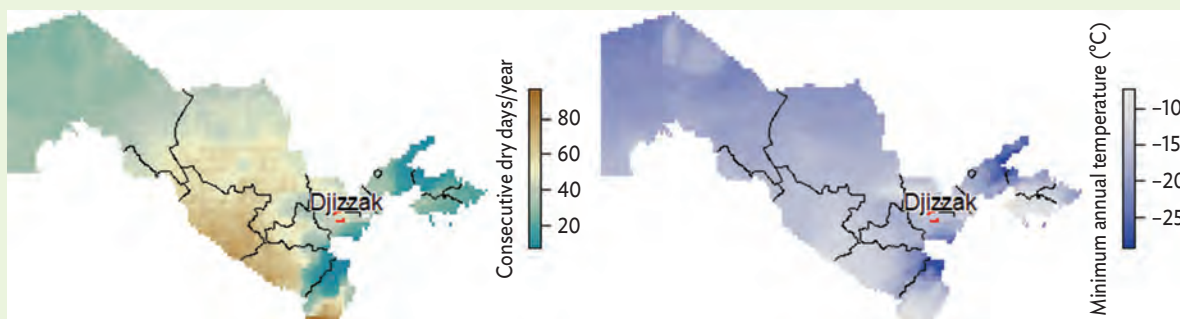 Consecutive dry days/year
80
60
40
20
Djizzak
Minimum annual temperature (°C)
–10
–15
–20
–25
Djizzak